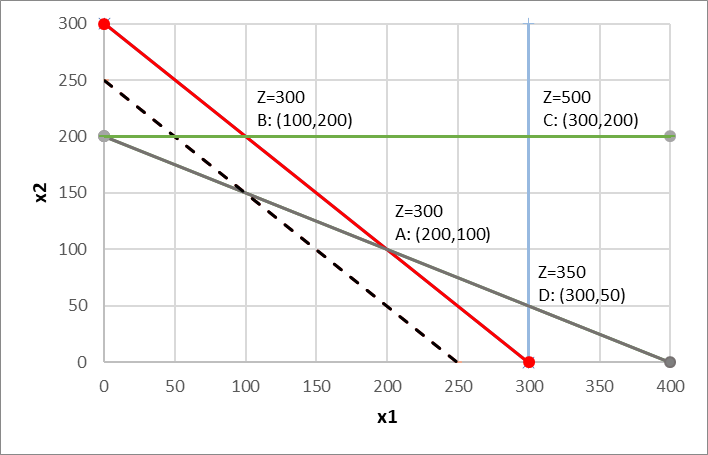 300
Z=300
B: (100,200)
Z=500
C: (300,200)
250
200
x2
150
Z=300
A: (200,100)
100
Z=350
D: (300,50)
50
0
0 50 100 150 200 250 300 350 400
x1